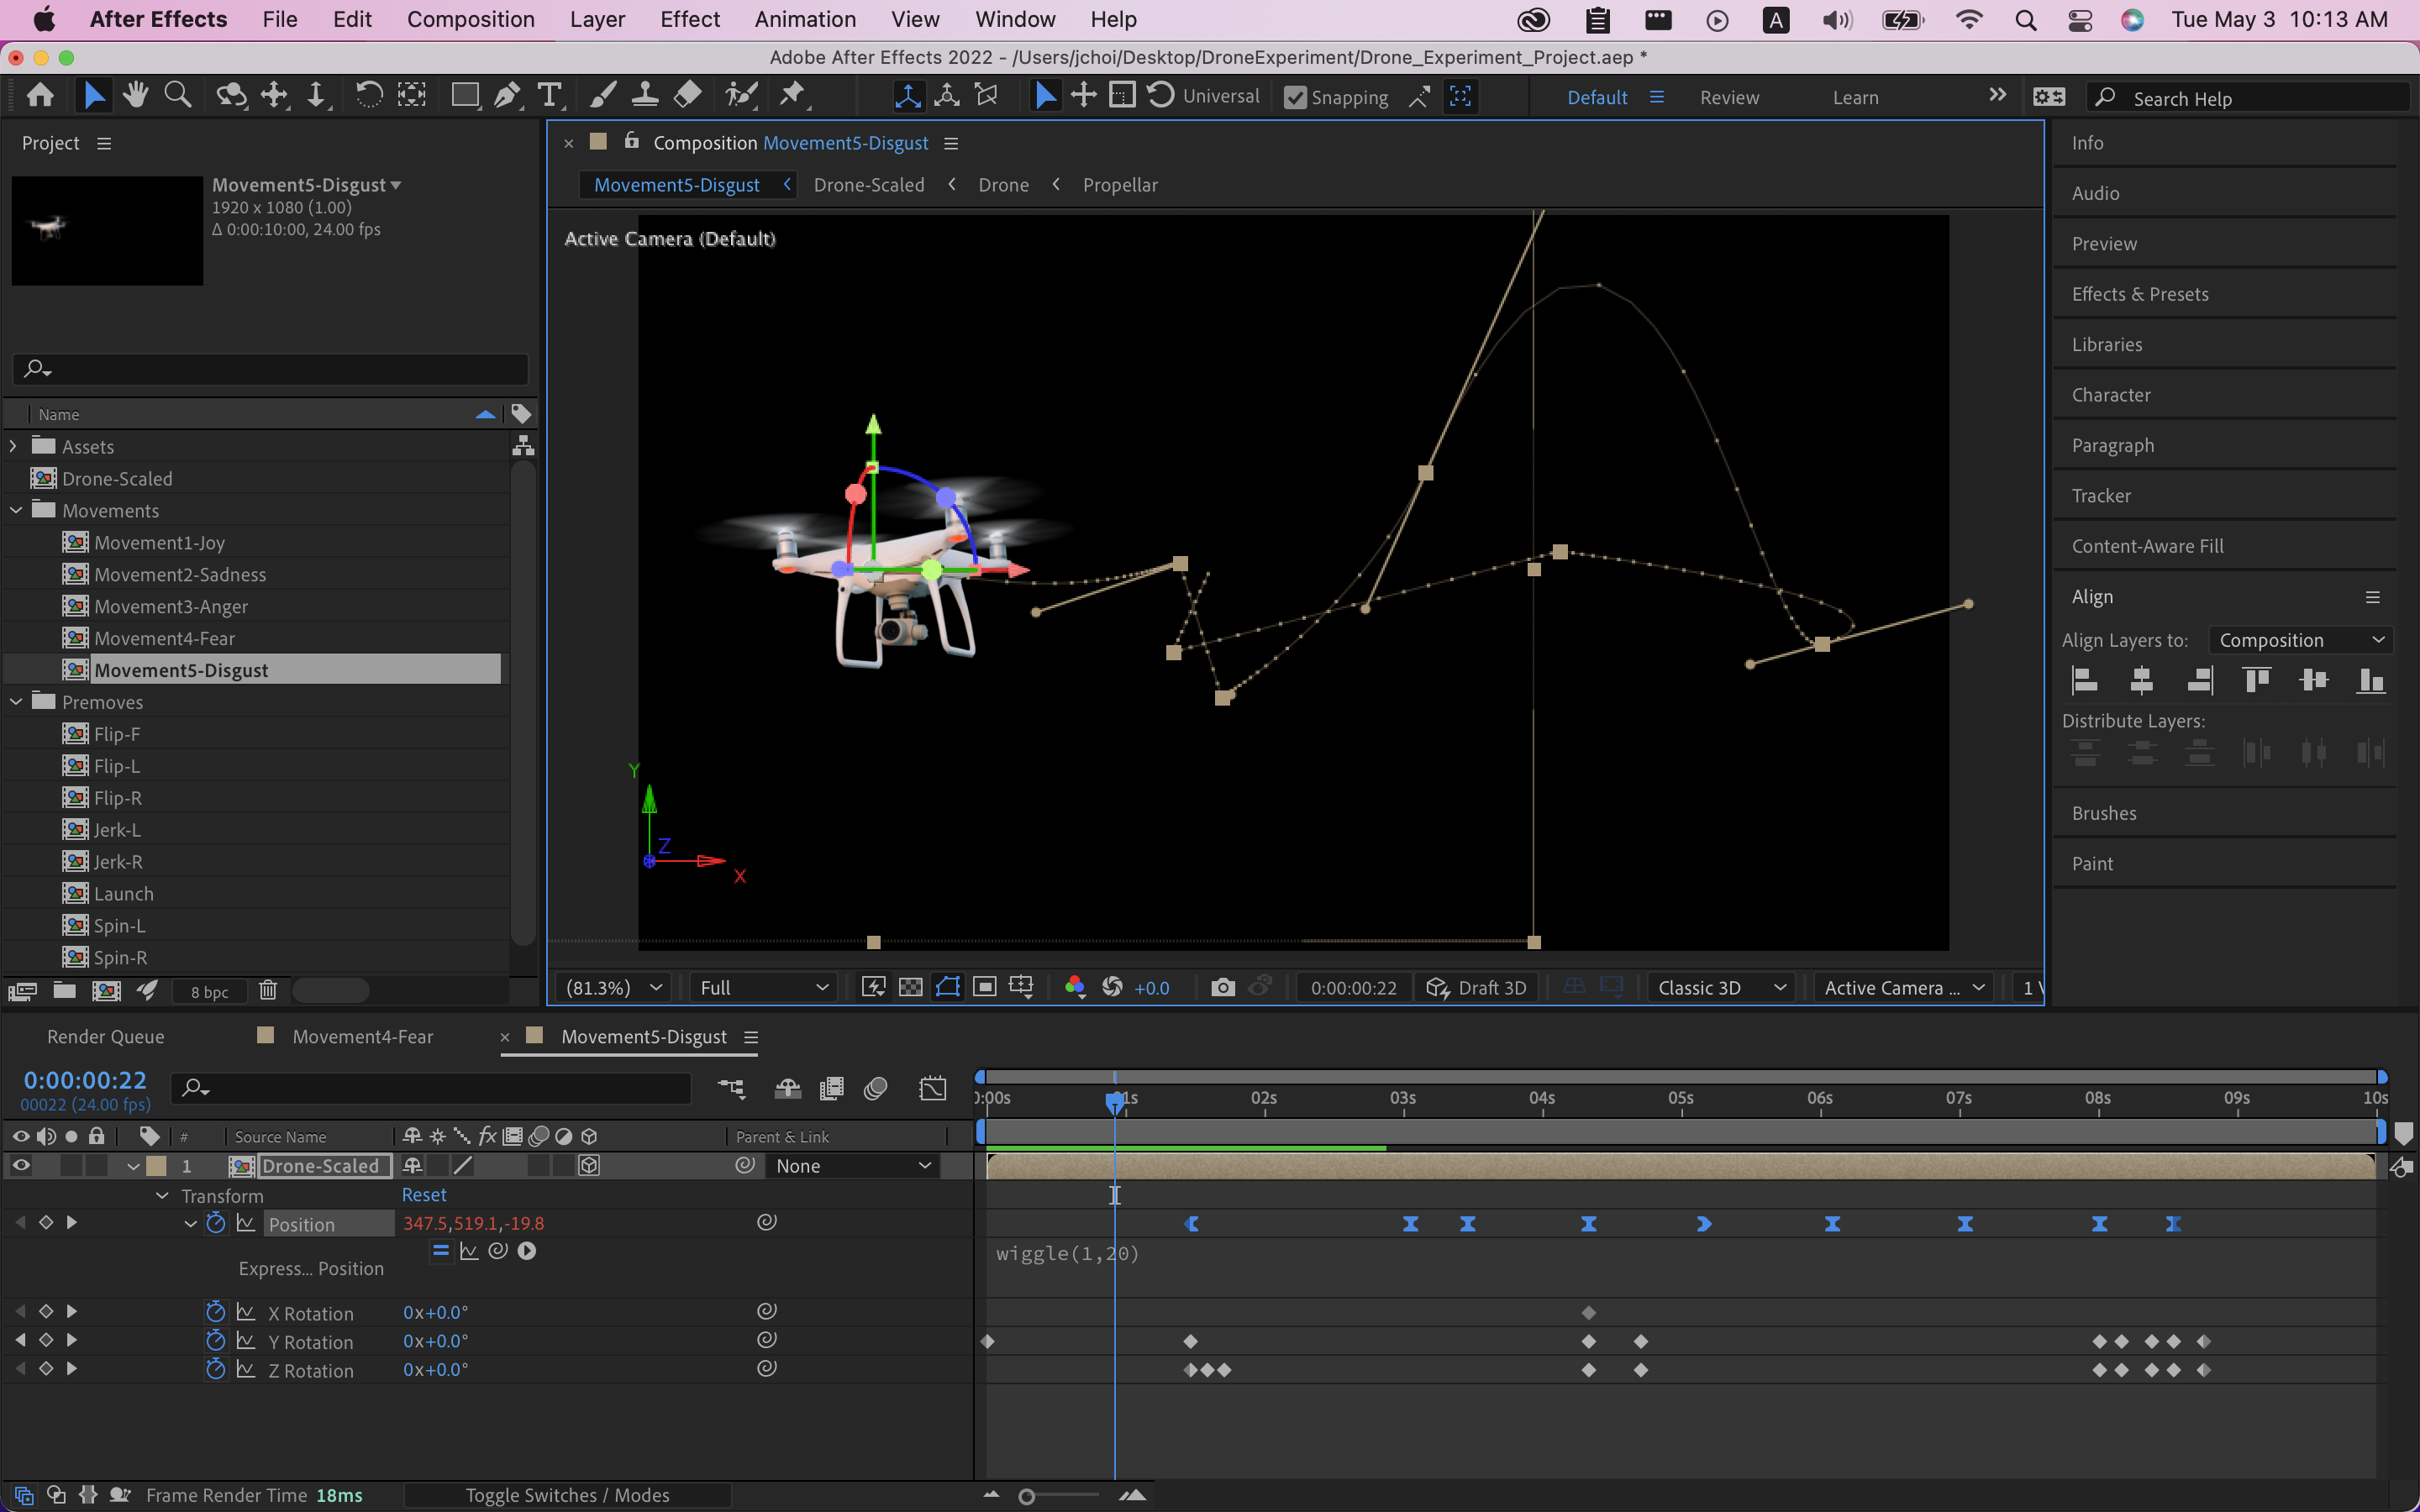 After Effects File Edit Composition Layer Effect Animation View Window Help A Tue May 3 10:13 AM
Adobe After Effects 2022 - /Users/jchoi/Desktop/DroneExperiment/Drone_Experiment_Project.aep *
Universal Snapping Default Review Learn Search Help
Project
Movement5-Disgust
1920 x 1080 (1.00)
Δ 0:00:10:00, 24.00 fps
Name
Assets
Drone-Scaled
Movements
Movement1-Joy
Movement2-Sadness
Movement3-Anger
Movement4-Fear
Movement5-Disgust
Premoves
Flip-F
Flip-L
Flip-R
Jerk-L
Jerk-R
Launch
Spin-L
Spin-R
8 bpc
Composition Movement5-Disgust
Movement5-Disgust Drone-Scaled Drone Propellar
Active Camera (Default)
Y
Z
X
(81.3%) Full +0.0 0:00:00:22 Draft 3D Classic 3D Active Camera ... 1 V
Info
Audio
Preview
Effects & Presets
Libraries
Character
Paragraph
Tracker
Content-Aware Fill
Align
Align Layers to: Composition
Distribute Layers:
Brushes
Paint
Render Queue Movement4-Fear Movement5-Disgust
0:00:00:22
00022 (24.00 fps)
0:00s 01s 02s 03s 04s 05s 06s 07s 08s 09s 10s
# Source Name fx Parent & Link
1 Drone-Scaled None
Transform Reset
Position 347.5,519.1,-19.8
Express... Position wiggle(1,20)
X Rotation 0x+0.0°
Y Rotation 0x+0.0°
Z Rotation 0x+0.0°
Frame Render Time 18ms Toggle Switches / Modes